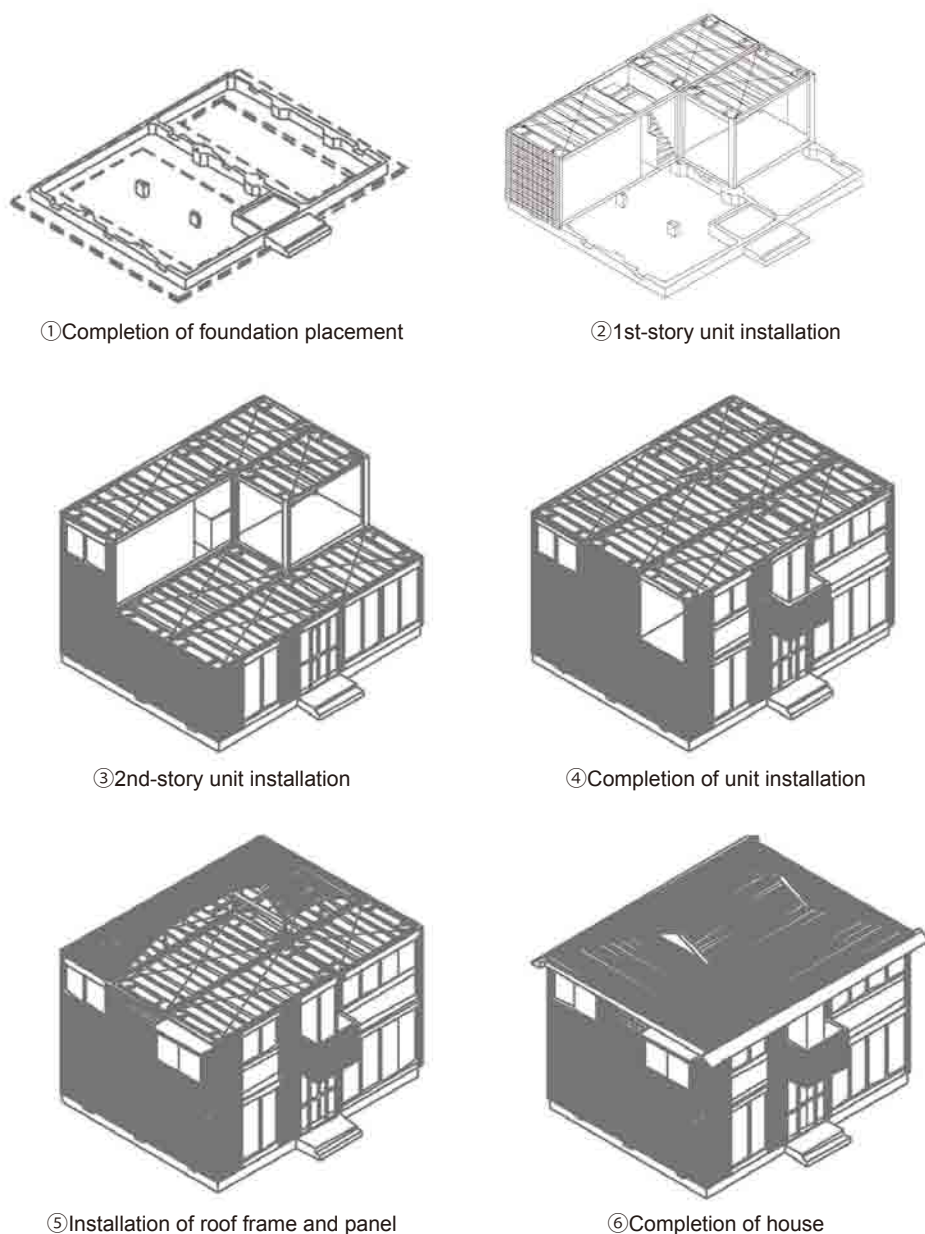 ①Completion of foundation placement
②1st-story unit installation
③2nd-story unit installation
④Completion of unit installation
⑤Installation of roof frame and panel
⑥Completion of house